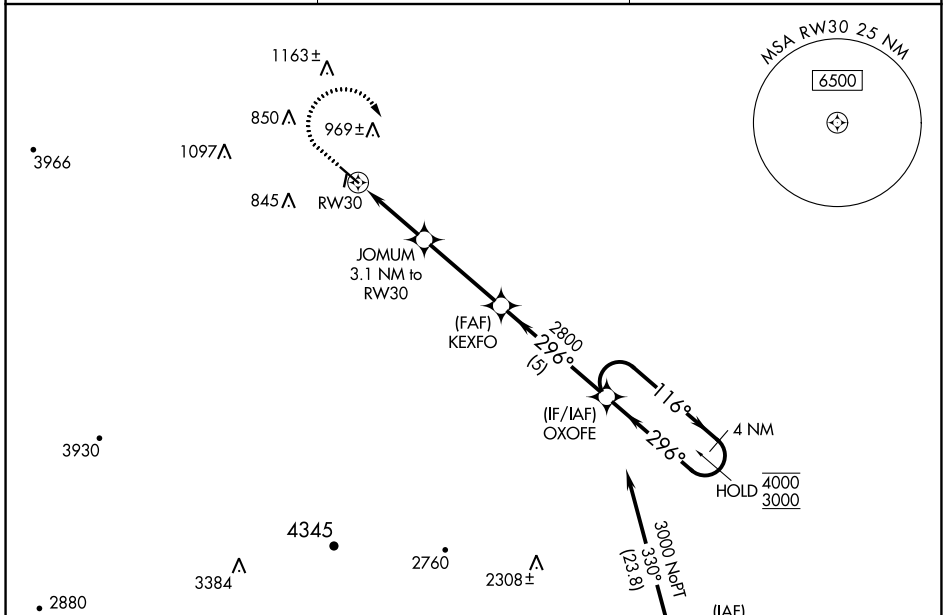 MSA RW30 25 NM
6500
1163±
850
969±
1097
3966
845
RW30
JOMUM
3.1 NM to
RW30
(FAF)
KEXFO
2800
296°
(5)
116°
(IF/IAF)
OXOFE
296°
4 NM
HOLD 4000
3000
3930
4345
3000 NoPT
330°
(23.8)
2760
2308±
3384
2880
(IAF)